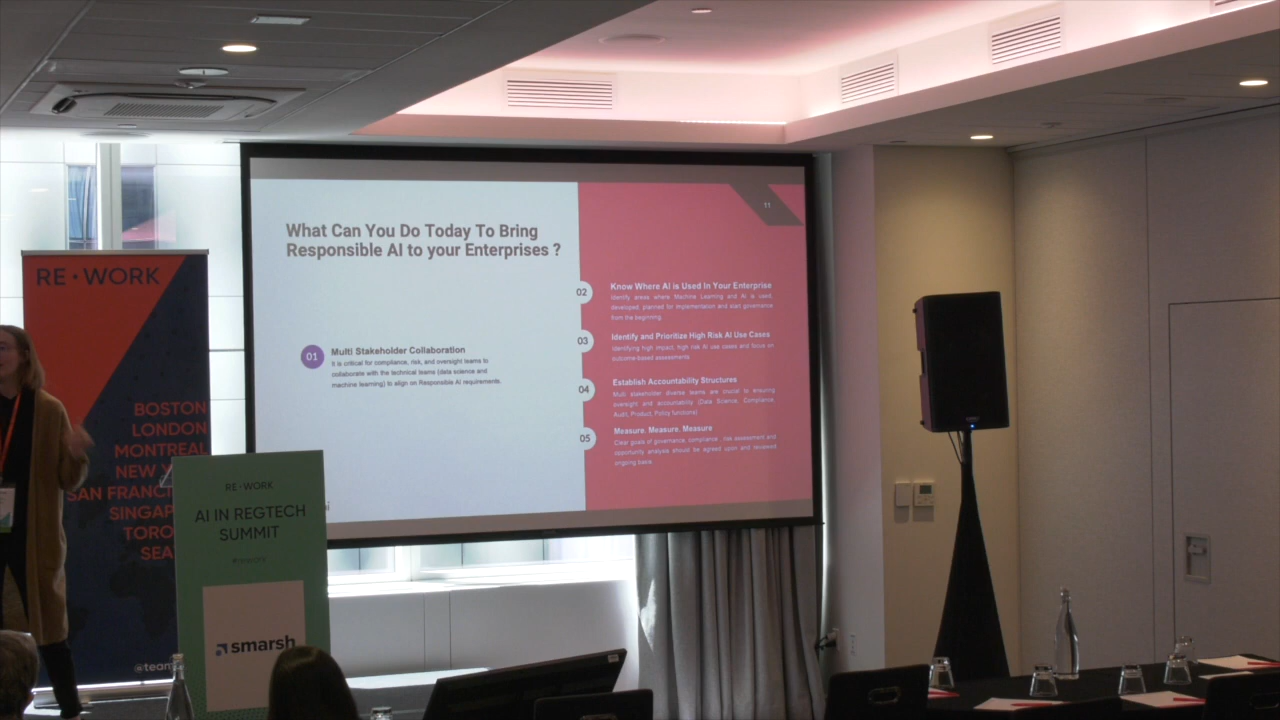 RE•WORK
BOSTON
LONDON
MONTREAL
NEW
SAN FRANCI
SINGAP
TORO
SEA
@team
RE•WORK
AI IN REGTECH
SUMMIT
smarsh
11
What Can You Do Today To Bring
Responsible AI to your Enterprises ?
01
Multi Stakeholder Collaboration
It is critical for compliance, risk, and oversight teams to
collaborate with the technical teams (data science and
machine learning) to align on Responsible AI requirements.
02
Know Where AI is Used In Your Enterprise
Identify areas where Machine Learning and AI is used,
developed, planned for implementation and start governance
from the beginning.
03
Identify and Prioritize High Risk AI Use Cases
Identifying high impact, high risk AI use cases and focus on
outcome-based assessments
04
Establish Accountability Structures
Multi stakeholder diverse teams are crucial to ensuring
oversight and accountability (Data Science, Compliance
Audit, Product, Policy functions)
05
Measure, Measure, Measure
Clear goals of governance, compliance , risk assessment and
opportunity analysis should be agreed upon and reviewed
ongoing basis